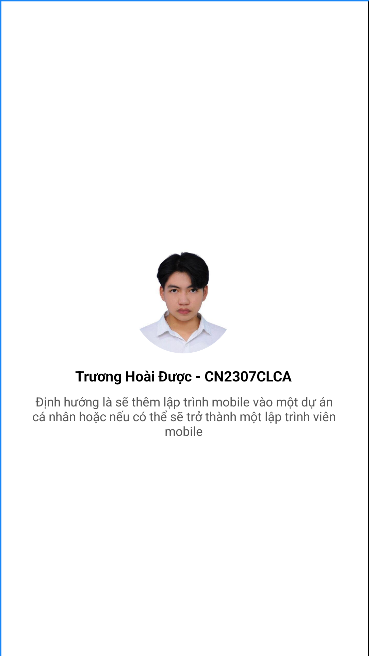 Trương Hoài Được - CN2307CLCA
Định hướng là sẽ thêm lập trình mobile vào một dự án
cá nhân hoặc nếu có thể sẽ trở thành một lập trình viên
mobile